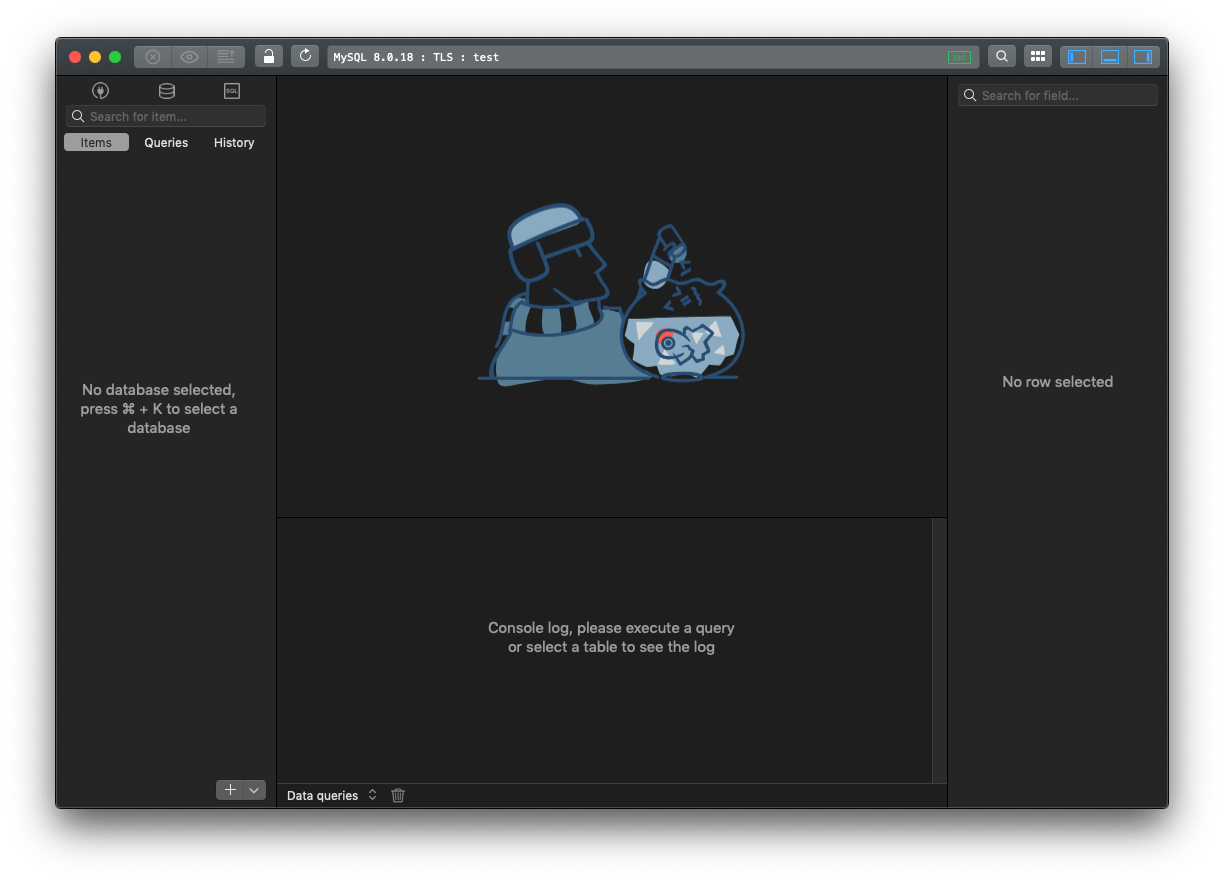 MySQL 8.0.18 : TLS : test
loc
SQL
Search for item...
Search for field...
Items
Queries
History
No database selected,
press ⌘ + K to select a
database
No row selected
Console log, please execute a query
or select a table to see the log
Data queries